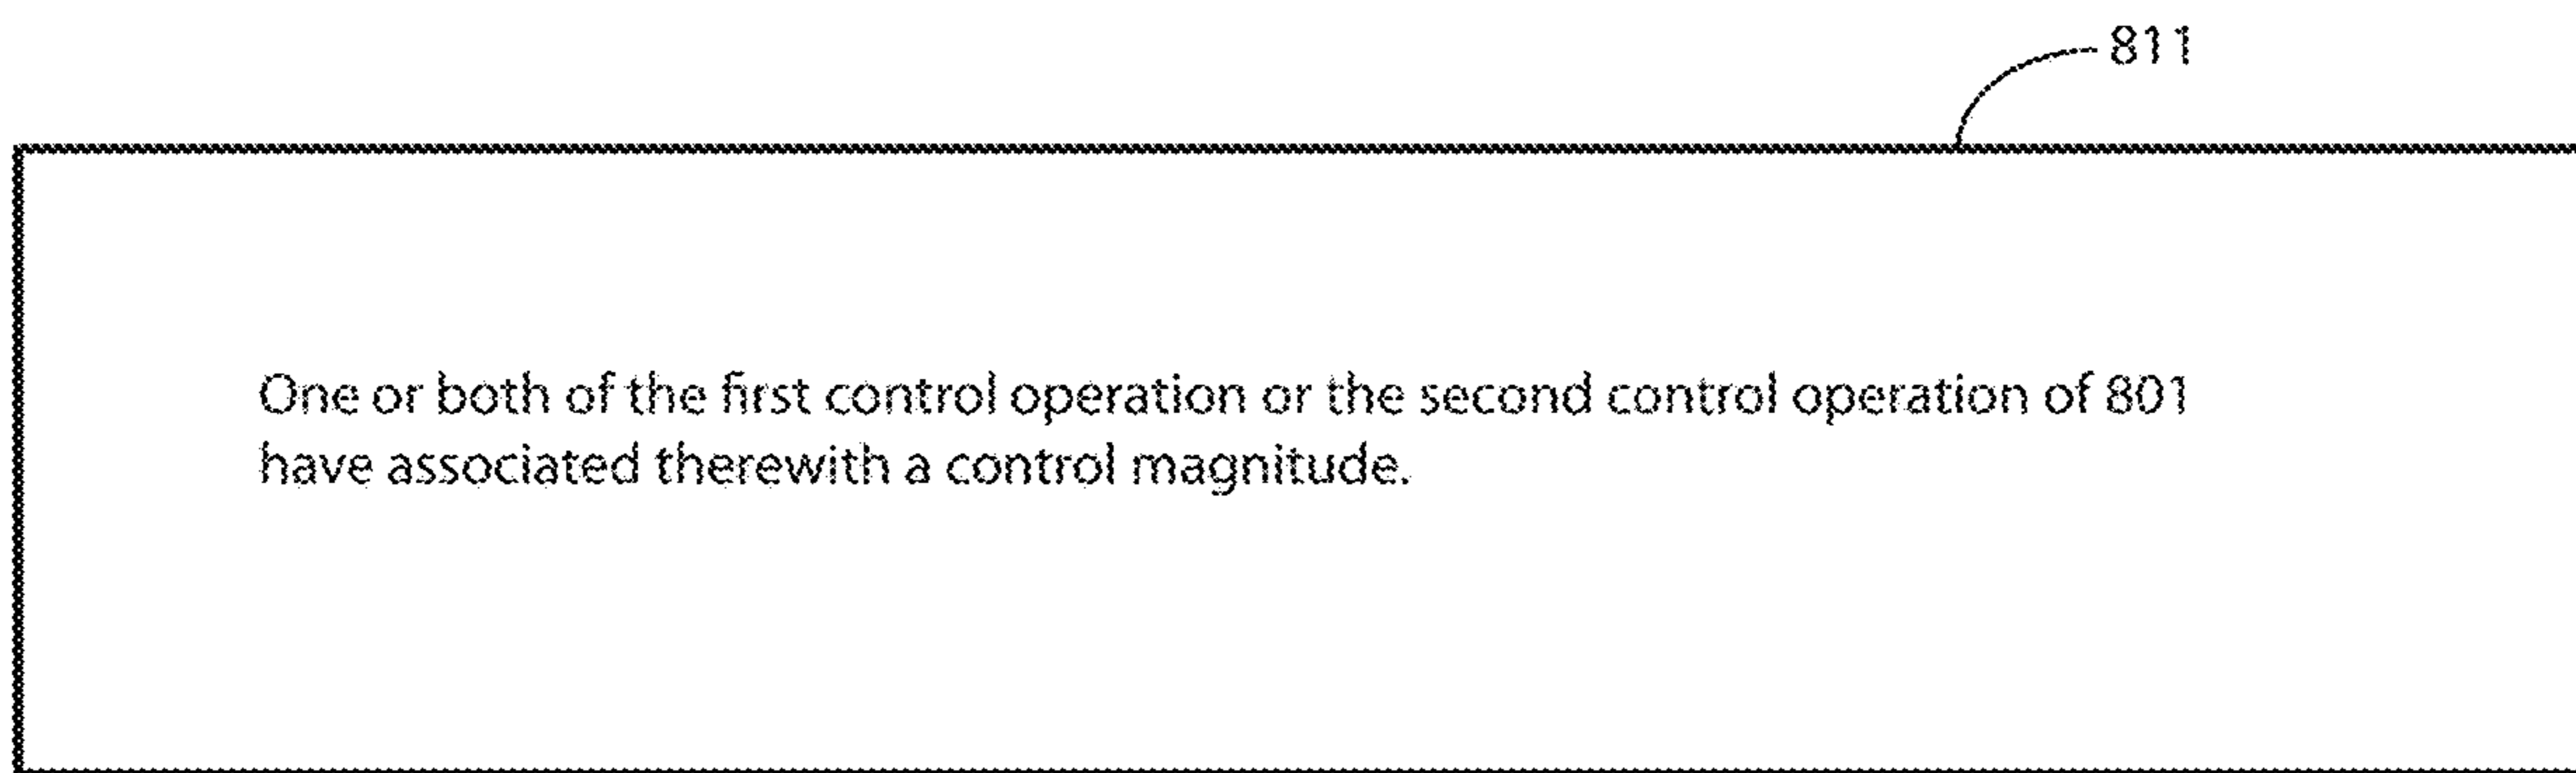 811
One or both of the first control operation or the second control operation of 801
have associated therewith a control magnitude.